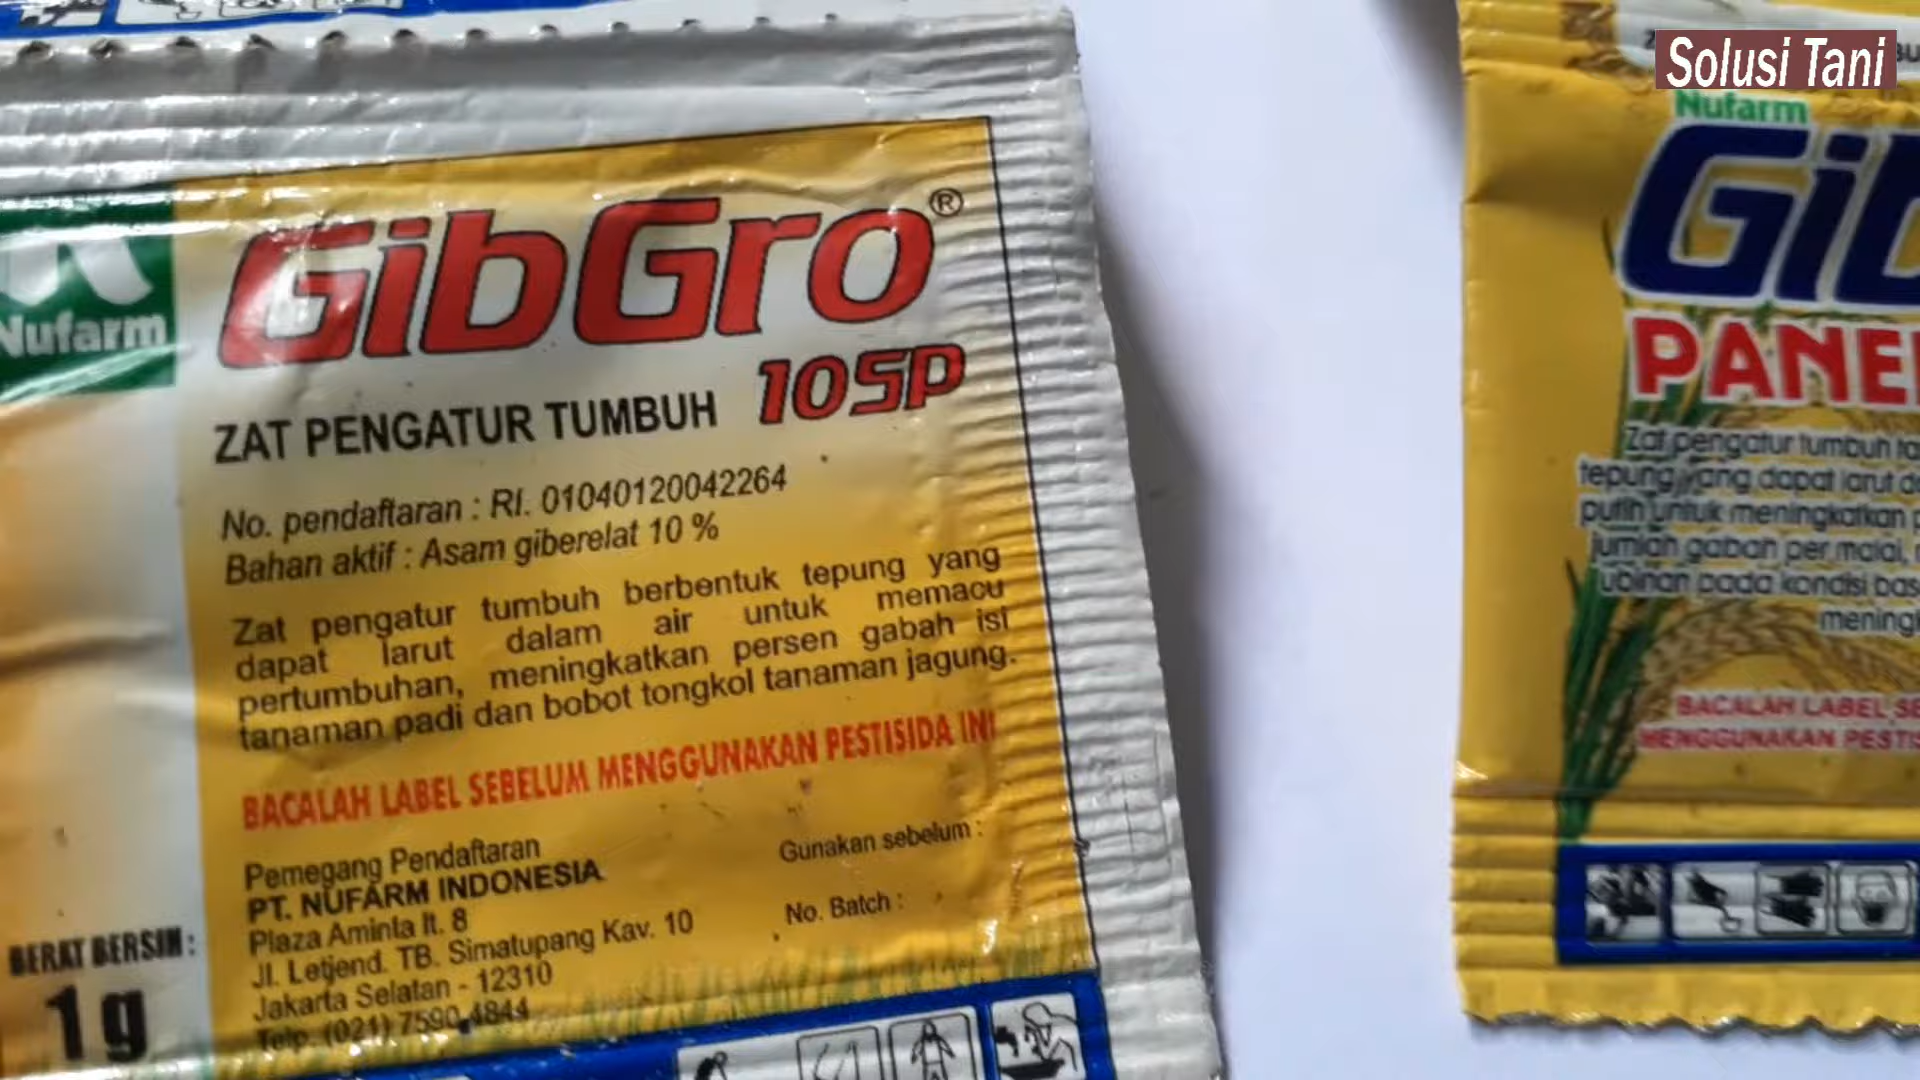 Nufarm
GibGro®
10SP
ZAT PENGATUR TUMBUH
No. pendaftaran : RI. 01040120042264
Bahan aktif : Asam giberelat 10 %
Zat pengatur tumbuh berbentuk tepung yang
dapat larut dalam air untuk memacu
pertumbuhan, meningkatkan persen gabah isi
tanaman padi dan bobot tongkol tanaman jagung.
BACALAH LABEL SEBELUM MENGGUNAKAN PESTISIDA INI
Pemegang Pendaftaran
PT. NUFARM INDONESIA
Plaza Aminta lt. 8
Jl. Letjend. TB. Simatupang Kav. 10
Jakarta Selatan - 12310
Telp. (021) 7590 4844
Gunakan sebelum :
No. Batch :
BERAT BERSIH :
1 g
Solusi Tani
Nufarm
Gib
PANE
Zat pengatur tumbuh
tepung yang dapat larut
putih untuk meningkatkan
jumlah gabah per malai,
ubinan pada kondisi
BACALAH LABEL
MENGGUNAKAN